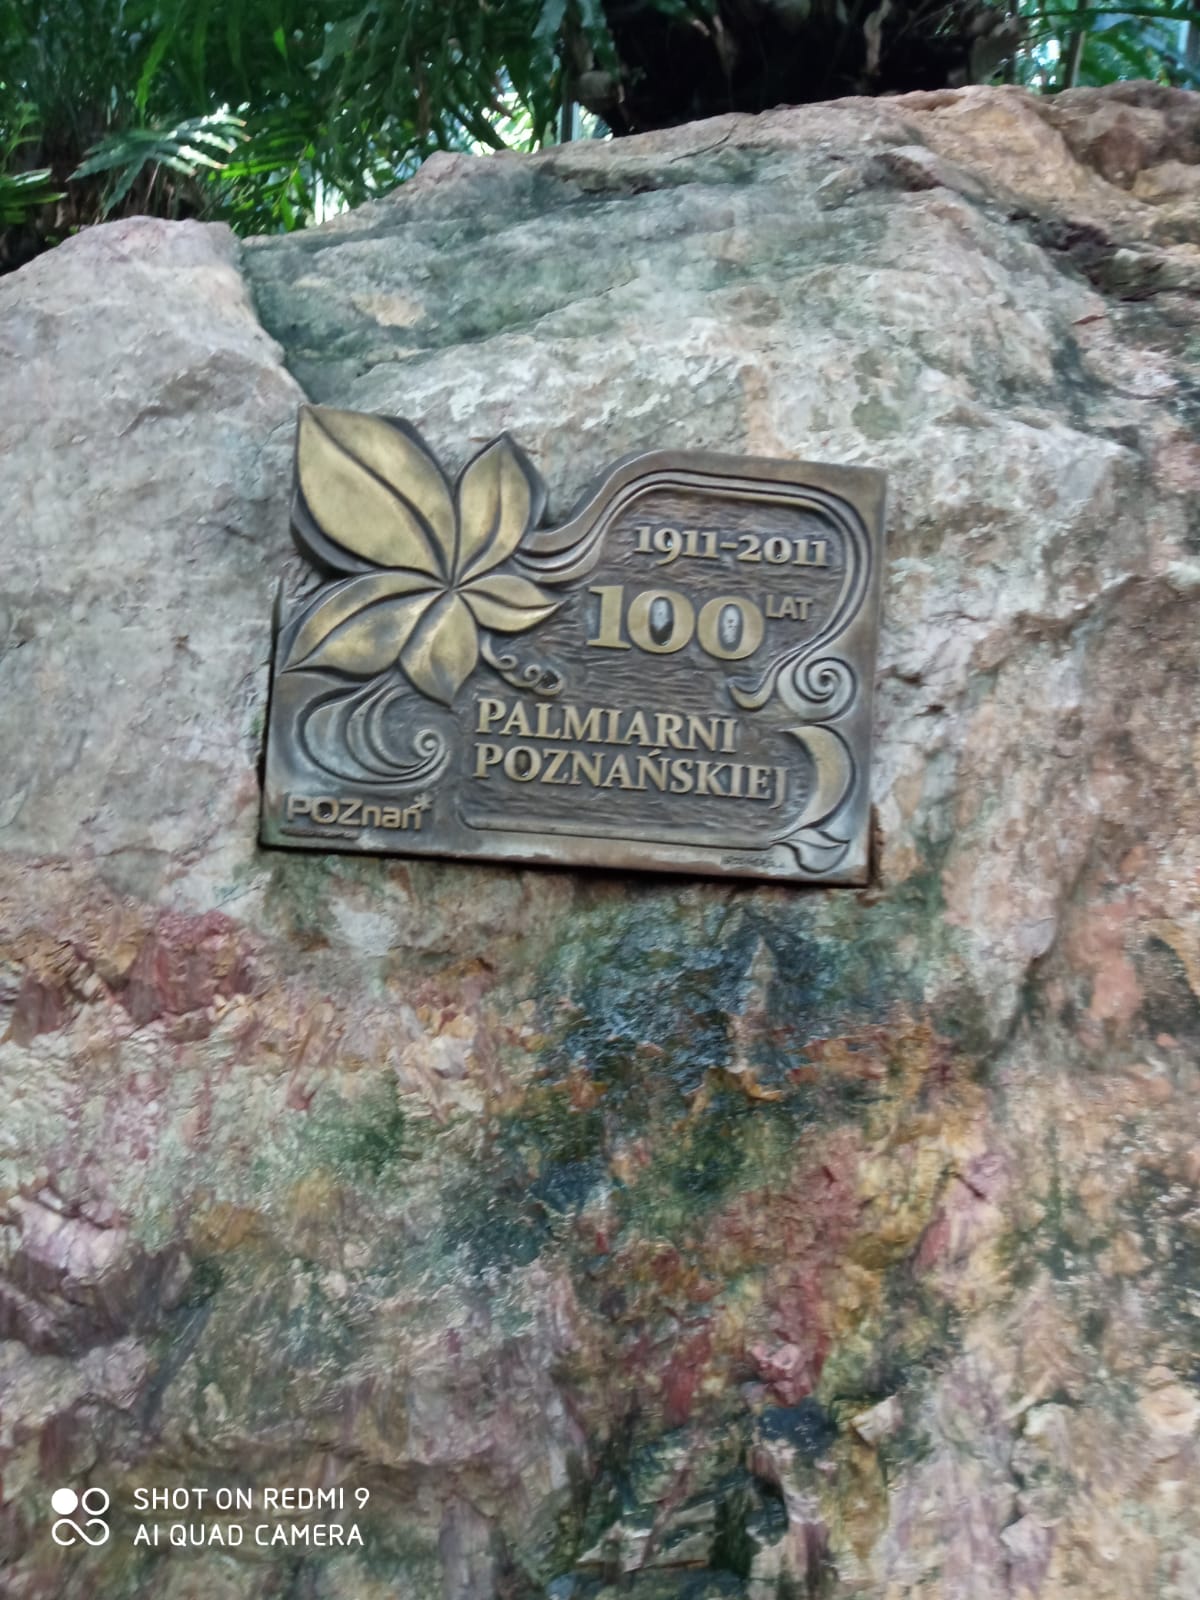 1911-2011
100 LAT
PALMIARNI
POZNAŃSKIEJ
POZnań*
SHOT ON REDMI 9
AI QUAD CAMERA